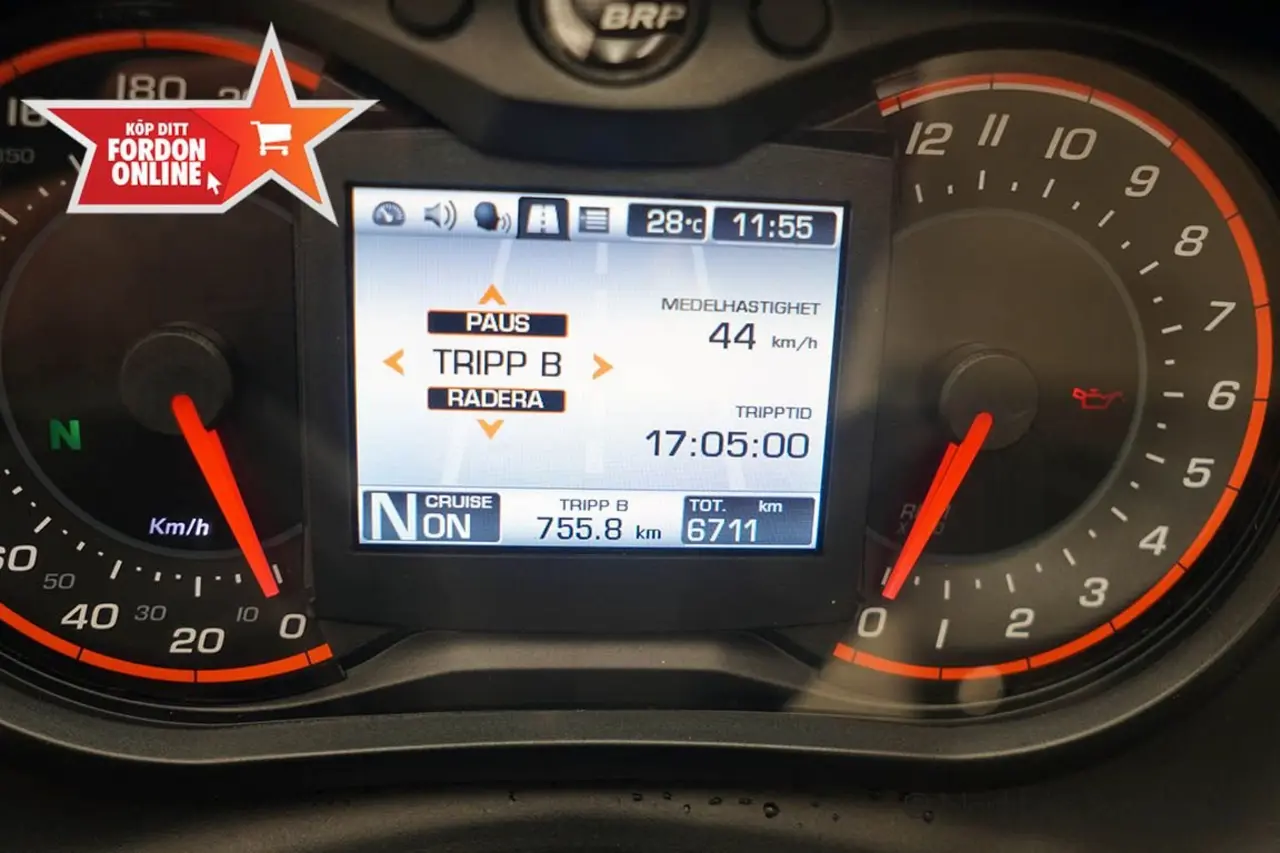 BRP
KÖP DITT
FORDON
ONLINE
28°C 11:55
PAUS
TRIPP B
RADERA
MEDELHASTIGHET
44 km/h
TRIPPTID
17:05:00
N CRUISE
ON
TRIPP B
755.8 km
TOT. km
6711
N
Km/h
180
60
50
40
30
20
10
0
12
11
10
9
8
7
6
5
4
3
2
1
0